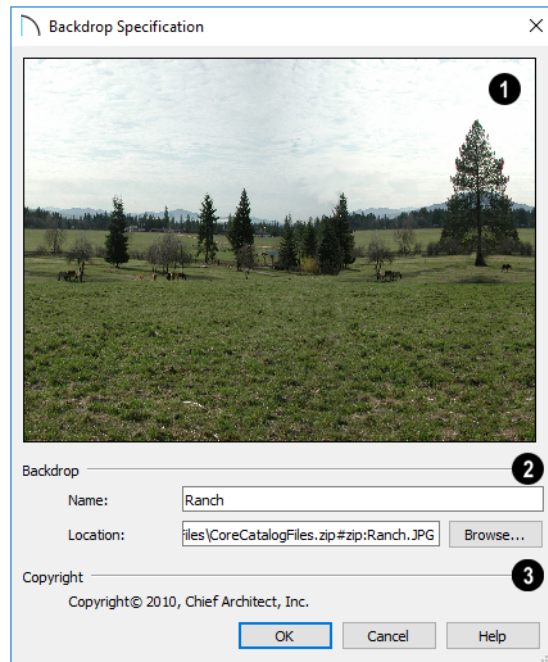 Backdrop Specification
1
Backdrop
2
Name: Ranch
Location: Files\CoreCatalogFiles.zip#zip:Ranch.JPG Browse...
Copyright
3
Copyright© 2010, Chief Architect, Inc.
OK Cancel Help